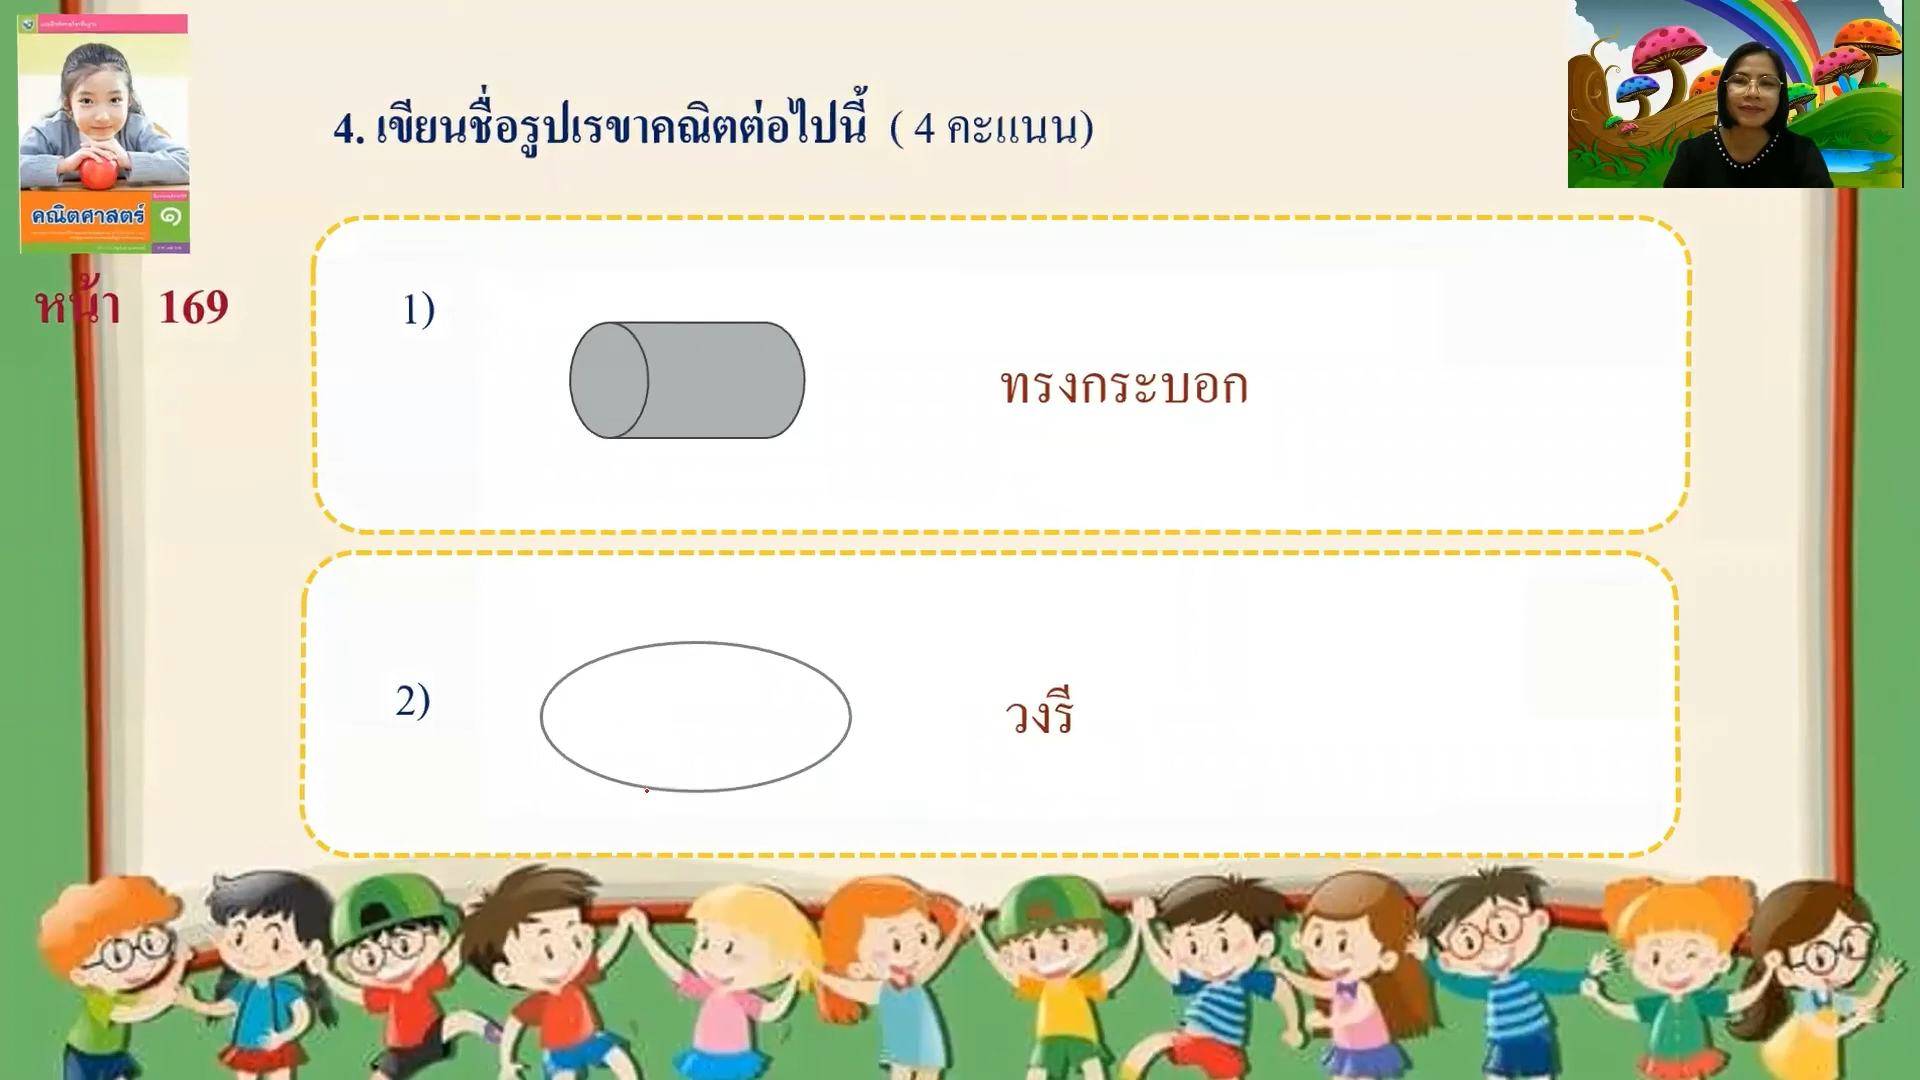 คณิตศาสตร์ ๑
หน้า 169
4. เขียนชื่อรูปเรขาคณิตต่อไปนี้ ( 4 คะแนน)
1)
ทรงกระบอก
2)
วงรี